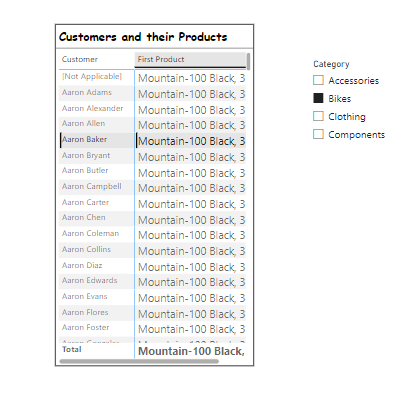 Customers and their Products
Customer First Product
[Not Applicable] Mountain-100 Black, 3
Aaron Adams Mountain-100 Black, 3
Aaron Alexander Mountain-100 Black, 3
Aaron Allen Mountain-100 Black, 3
Aaron Baker Mountain-100 Black, 3
Aaron Bryant Mountain-100 Black, 3
Aaron Butler Mountain-100 Black, 3
Aaron Campbell Mountain-100 Black, 3
Aaron Carter Mountain-100 Black, 3
Aaron Chen Mountain-100 Black, 3
Aaron Coleman Mountain-100 Black, 3
Aaron Collins Mountain-100 Black, 3
Aaron Diaz Mountain-100 Black, 3
Aaron Edwards Mountain-100 Black, 3
Aaron Evans Mountain-100 Black, 3
Aaron Flores Mountain-100 Black, 3
Aaron Foster Mountain-100 Black, 3
Total Mountain-100 Black,
Category
Accessories
Bikes
Clothing
Components